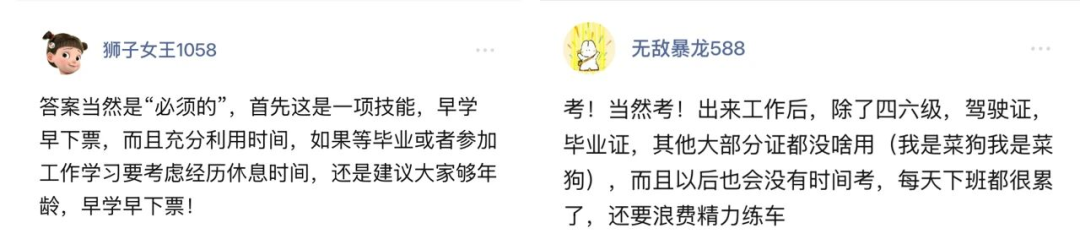 狮子女王1058
答案当然是“必须的”，首先这是一项技能，早学
早下票，而且充分利用时间，如果等毕业或者参加
工作学习要考虑经历休息时间，还是建议大家够年
龄，早学早下票！
无敌暴龙588
考！当然考！出来工作后，除了四六级，驾驶证，
毕业证，其他大部分证都没啥用（我是菜狗我是菜
狗），而且以后也会没有时间考，每天下班都很累
了，还要浪费精力练车